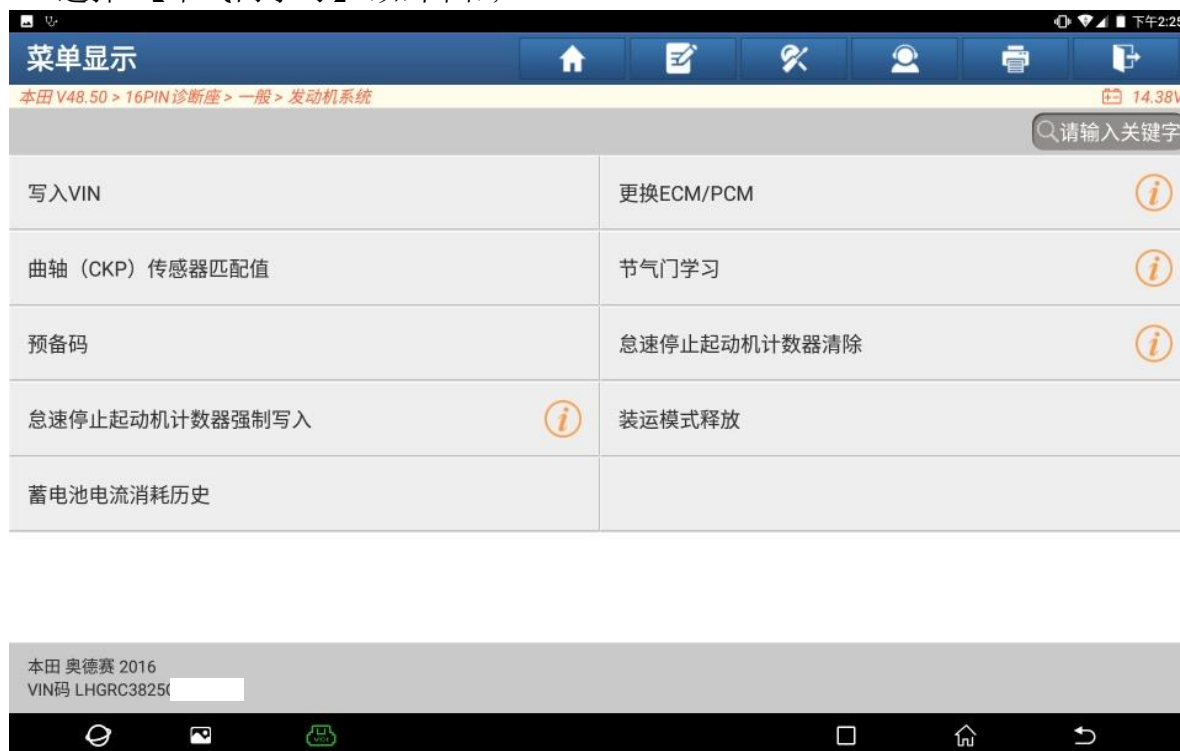 下午2:25
菜单显示
本田 V48.50 > 16PIN诊断座 > 一般 > 发动机系统
14.38V
请输入关键字
写入VIN
更换ECM/PCM
曲轴（CKP）传感器匹配值
节气门学习
预备码
怠速停止起动机计数器清除
怠速停止起动机计数器强制写入
装运模式释放
蓄电池电流消耗历史
本田 奥德赛 2016
VIN码 LHGRC3825
VCI